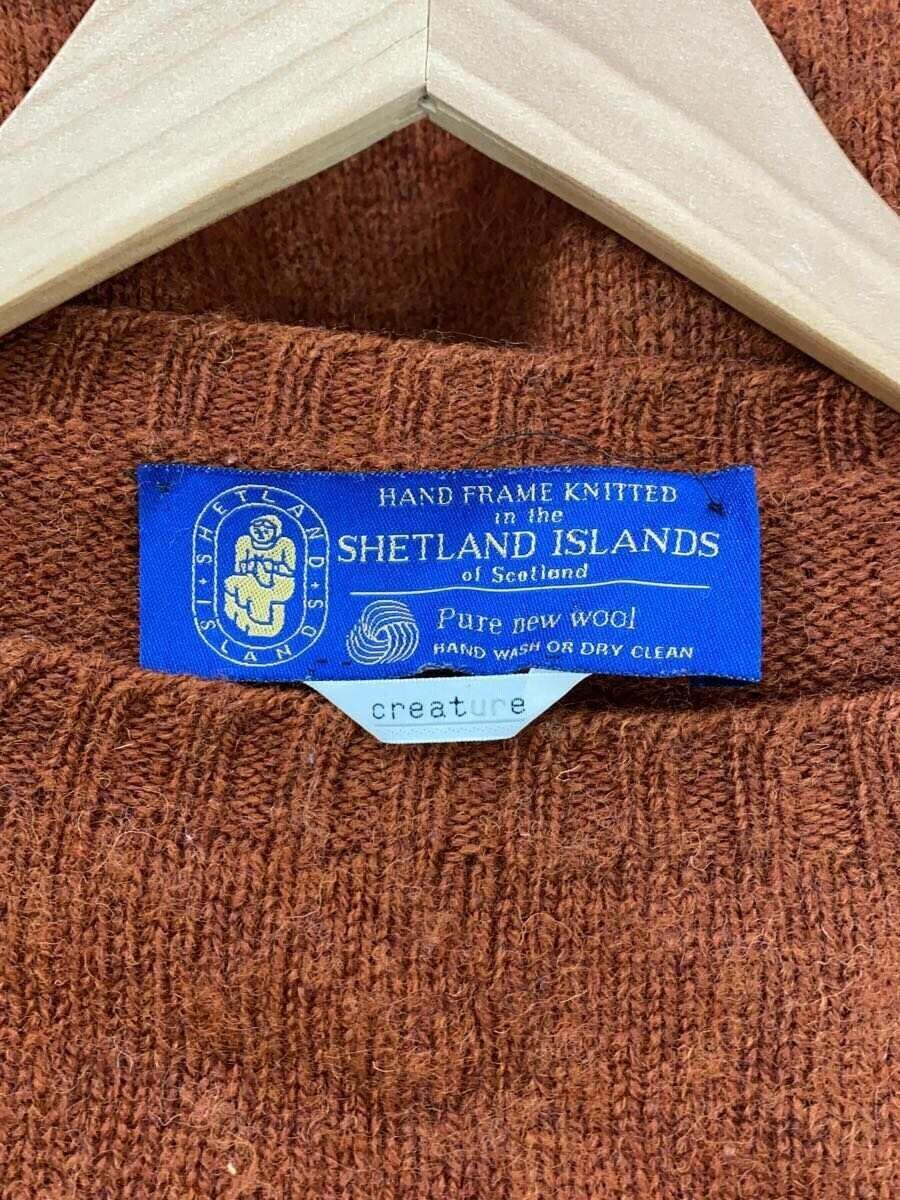 SHETLAND • ISLANDS •
HAND FRAME KNITTED
in the
SHETLAND ISLANDS
of Scotland
Pure new wool
HAND WASH OR DRY CLEAN
creature